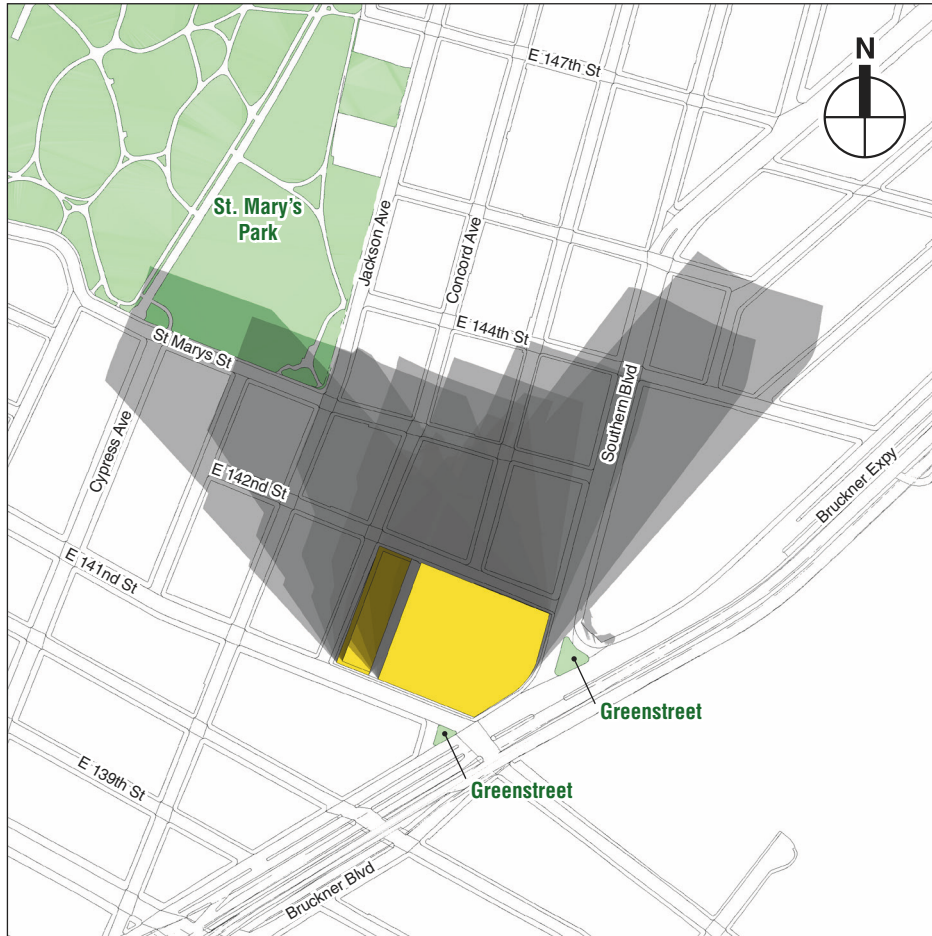 E 147th St
N
St. Mary's
Park
Jackson Ave
Concord Ave
E 144th St
St Marys St
Southern Blvd
Cypress Ave
E 142nd St
Bruckner Expy
E 141nd St
Greenstreet
E 139th St
Greenstreet
Bruckner Blvd